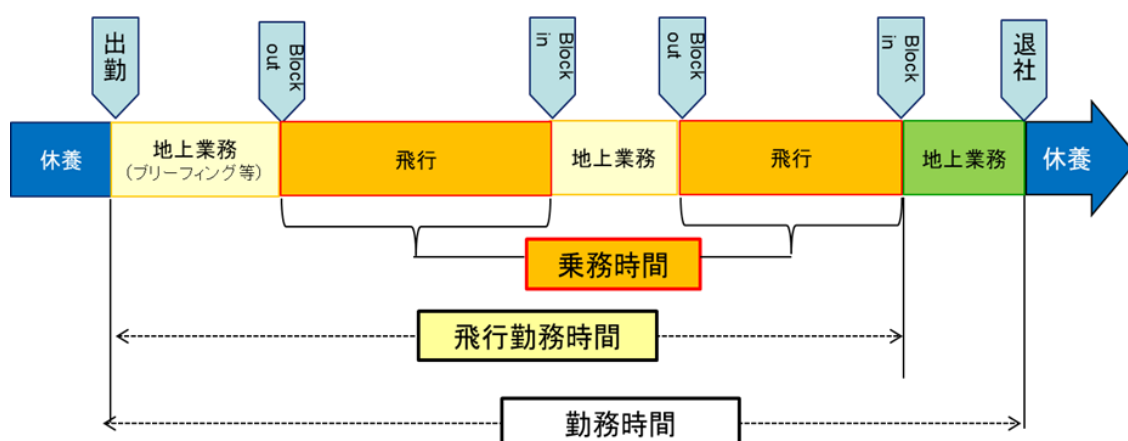 出勤
Block out
Block in
Block out
Block in
退社
休養
地上業務
(ブリーフィング等)
飛行
地上業務
飛行
地上業務
休養
乗務時間
飛行勤務時間
勤務時間